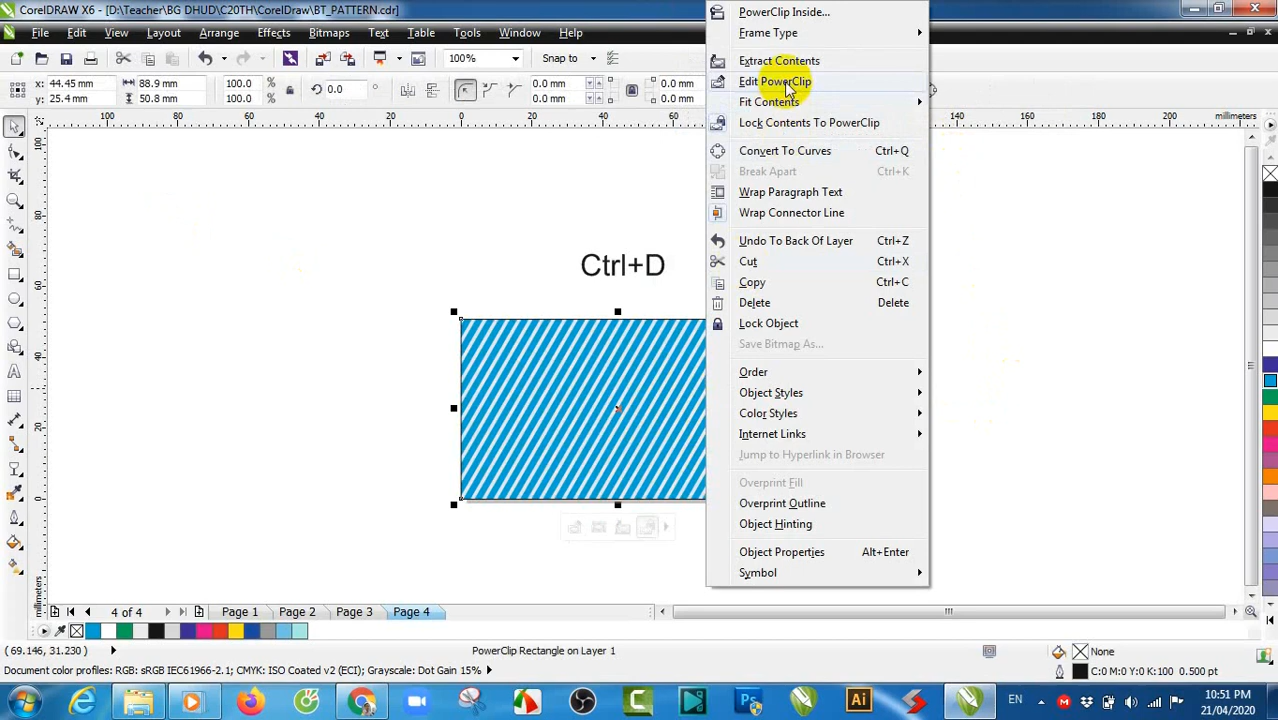 CorelDRAW X6 - [D:\Teacher\BG DHUD\C20TH\CorelDraw\BT_PATTERN.cdr]
File Edit View Layout Arrange Effects Bitmaps Text Table Tools Window Help
100% Snap to
x: 44.45 mm 88.9 mm 100.0 0.0 ° 0.0 mm 0.0 mm
y: 25.4 mm 50.8 mm 100.0 0.0 mm 0.0 mm
20 40 60 140 160 180 millimeters
100
80
60
40
20
0
millimeters
Ctrl+D
PowerClip Inside...
Frame Type
Extract Contents
Edit PowerClip
Fit Contents
Lock Contents To PowerClip
Convert To Curves Ctrl+Q
Break Apart Ctrl+K
Wrap Paragraph Text
Wrap Connector Line
Undo To Back Of Layer Ctrl+Z
Cut Ctrl+X
Copy Ctrl+C
Delete Delete
Lock Object
Save Bitmap As...
Order
Object Styles
Color Styles
Internet Links
Jump to Hyperlink in Browser
Overprint Fill
Overprint Outline
Object Hinting
Object Properties Alt+Enter
Symbol
4 of 4 Page 1 Page 2 Page 3 Page 4
( 69.146, 31.230 ) PowerClip Rectangle on Layer 1 None
Document color profiles: RGB: sRGB IEC61966-2.1; CMYK: ISO Coated v2 (ECI); Grayscale: Dot Gain 15% C:0 M:0 Y:0 K:100 0.500 pt
Ps Ai EN 10:51 PM
21/04/2020